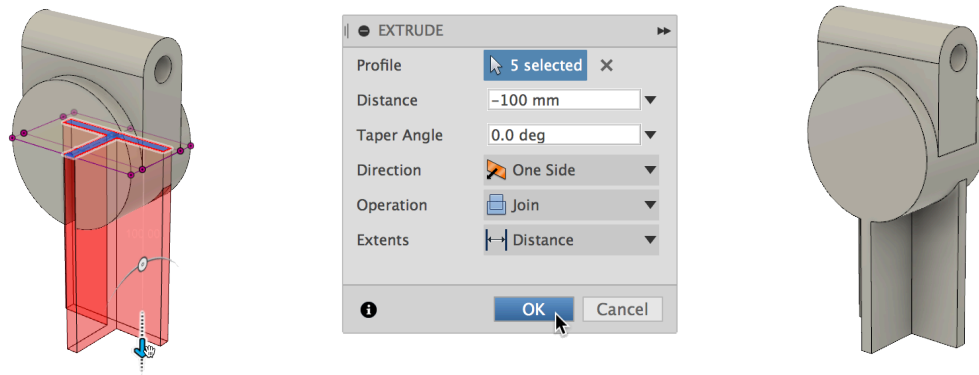 EXTRUDE
Profile 5 selected
Distance -100 mm
Taper Angle 0.0 deg
Direction One Side
Operation Join
Extents Distance
OK Cancel